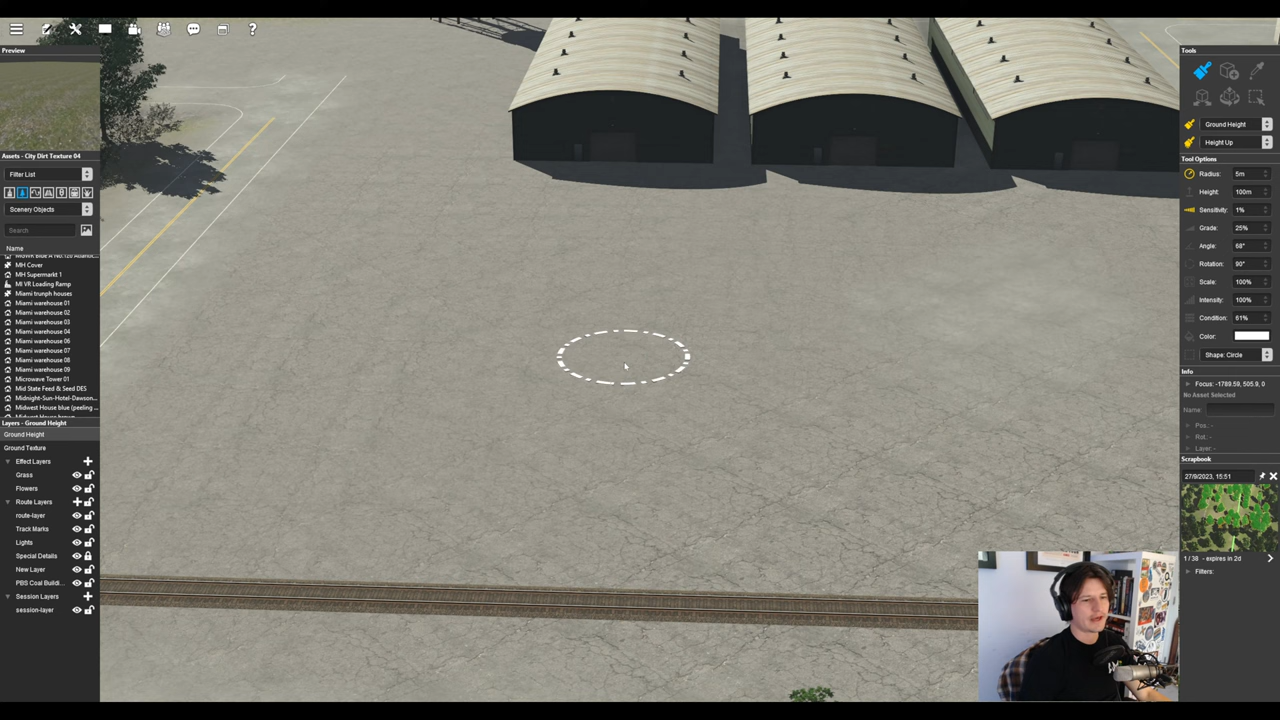 Preview
Assets - City Dirt Texture 04
Filter List
Scenery Objects
Search
Name
MH Cover
MH Supermarkt 1
MI VR Loading Ramp
Miami trunph houses
Miami warehouse 01
Miami warehouse 02
Miami warehouse 03
Miami warehouse 04
Miami warehouse 06
Miami warehouse 07
Miami warehouse 08
Miami warehouse 09
Microwave Tower 01
Mid State Feed & Seed DES
Midnight-Sun-Hotel-Dawson...
Midwest House blue (peeling ...
Layers - Ground Height
Ground Height
Ground Texture
Effect Layers
Grass
Flowers
Route Layers
route-layer
Track Marks
Lights
Special Details
New Layer
PBS Coal Buildi...
Session Layers
session-layer
Tools
Ground Height
Height Up
Tool Options
Radius: 5m
Height: 100m
Sensitivity: 1%
Grade: 25%
Angle: 68°
Rotation: 90°
Scale: 100%
Intensity: 100%
Condition: 61%
Color:
Shape: Circle
Info
Focus: -1789.59, 505.9, 0
No Asset Selected
Name:
Pos.: -
Rot.: -
Layer: -
Scrapbook
27/9/2023, 15:51
1 / 38 - expires in 2d
Filters: